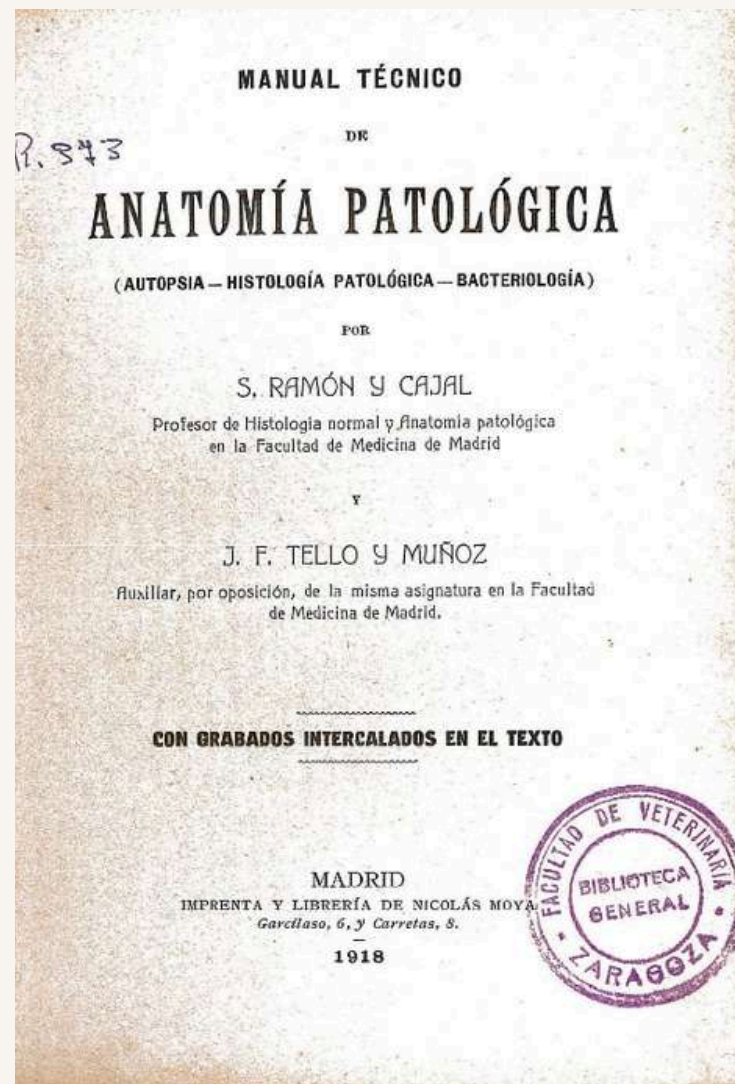 MANUAL TÉCNICO
DE
R. 973
ANATOMÍA PATOLÓGICA
(AUTOPSIA — HISTOLOGÍA PATOLÓGICA — BACTERIOLOGÍA)
POR
S. RAMÓN Y CAJAL
Profesor de Histologia normal y Anatomia patológica
en la Facultad de Medicina de Madrid
Y
J. F. TELLO Y MUÑOZ
Auxiliar, por oposición, de la misma asignatura en la Facultad
de Medicina de Madrid.
CON GRABADOS INTERCALADOS EN EL TEXTO
MADRID
IMPRENTA Y LIBRERÍA DE NICOLÁS MOYA
Garcilaso, 6, y Carretas, 8.
1918
FACULTAD DE VETERINARIA
BIBLIOTECA
GENERAL
ZARAGOZA